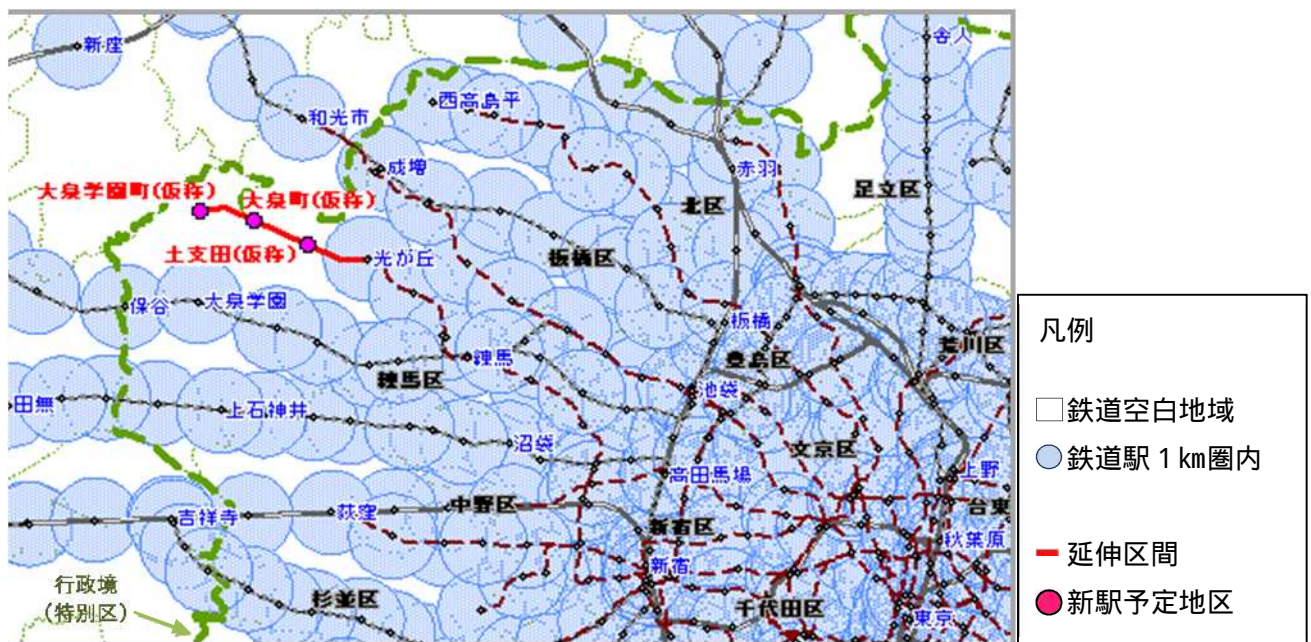 新座
舎人
和光市
西高島平
成増
赤羽
足立区
北区
大泉学園町(仮称)
大泉町(仮称)
土支田(仮称)
光が丘
板橋区
保谷
大泉学園
板橋
荒川区
練馬
豊島区
練馬区
池袋
田無
上石神井
沼袋
文京区
高田馬場
上野
中野区
台東
吉祥寺
荻窪
新宿区
秋葉原
新宿
行政境
(特別区)
杉並区
千代田区
東京
凡例
鉄道空白地域
鉄道駅1km圏内
延伸区間
新駅予定地区